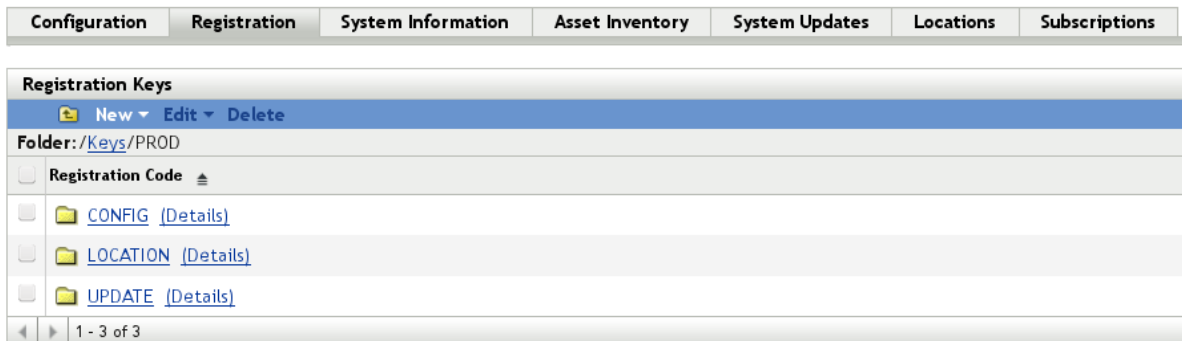 Configuration Registration System Information Asset Inventory System Updates Locations Subscriptions
Registration Keys
New Edit Delete
Folder:/Keys/PROD
Registration Code
CONFIG (Details)
LOCATION (Details)
UPDATE (Details)
1 - 3 of 3